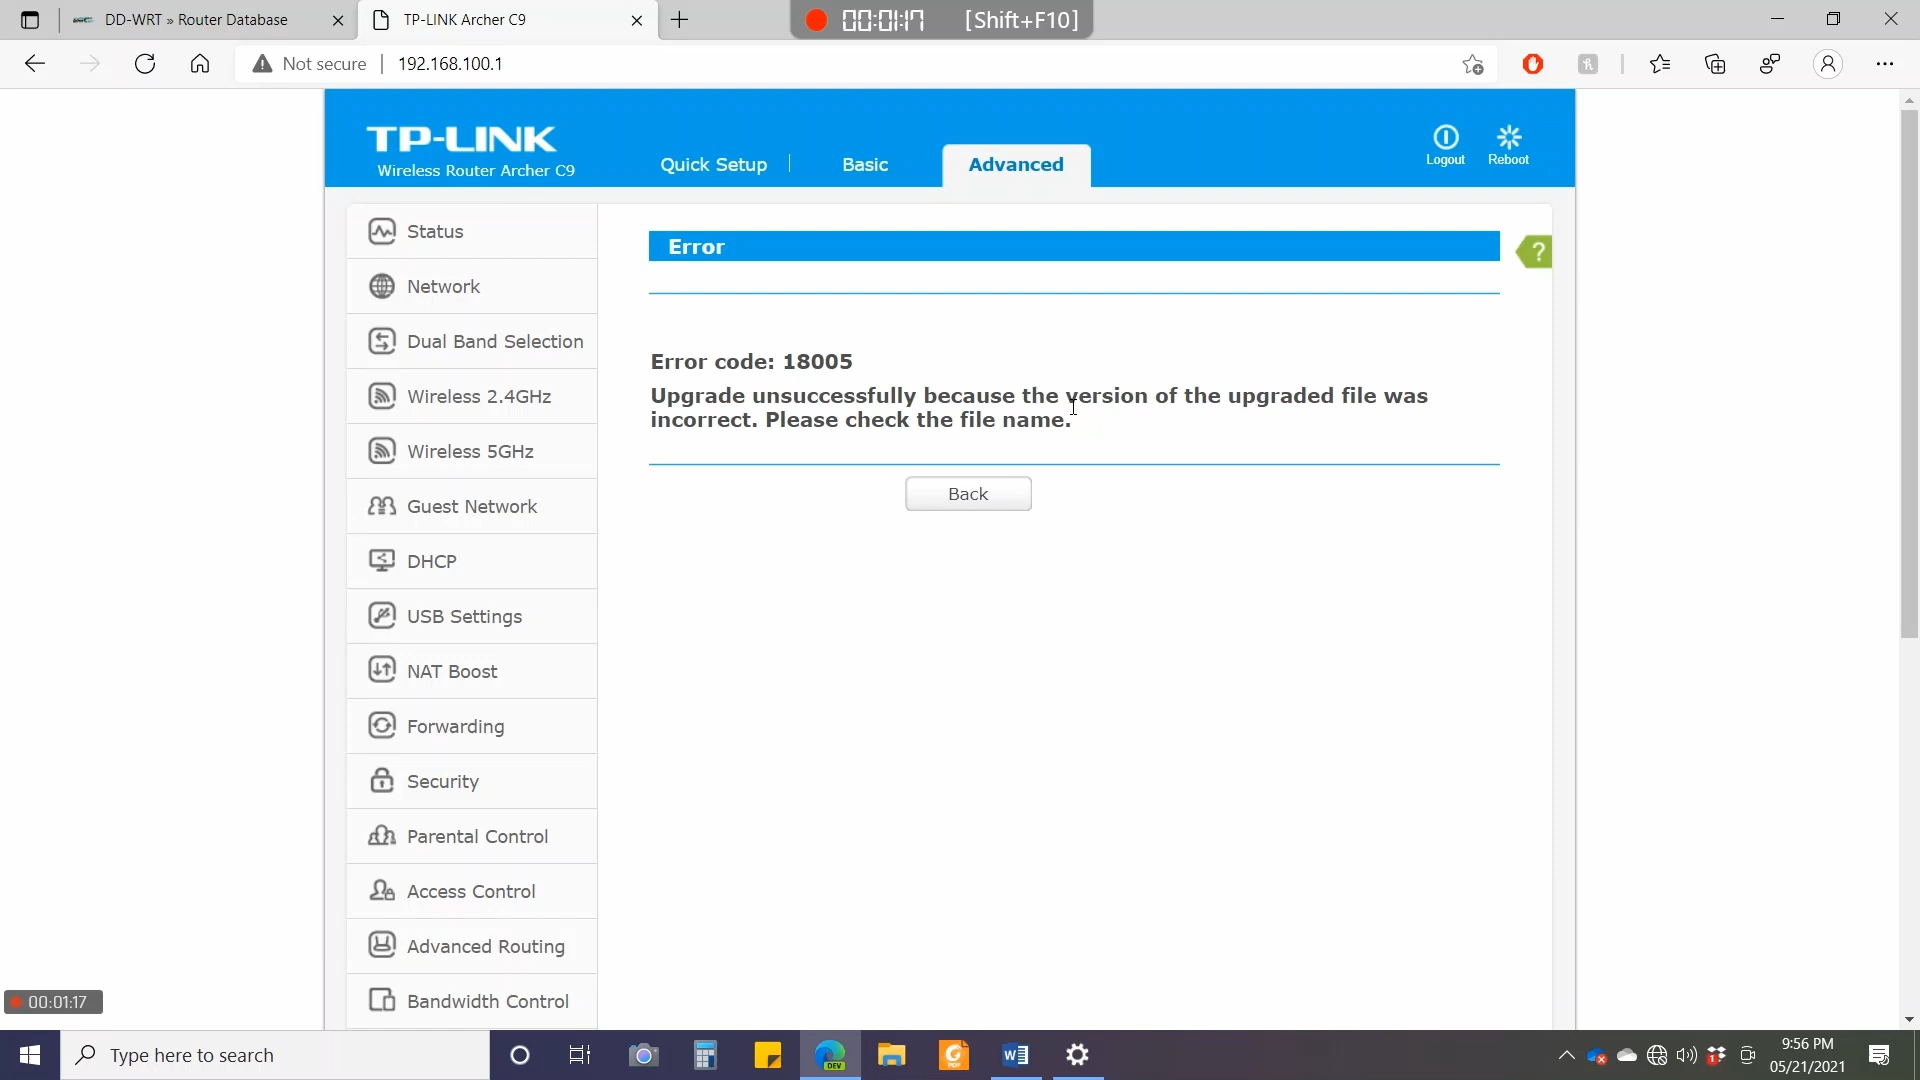 DD-WRT » Router Database
TP-LINK Archer C9
00:01:17 [Shift+F10]
Not secure
192.168.100.1
TP-LINK
Wireless Router Archer C9
Quick Setup
Basic
Advanced
Logout
Reboot
Status
Network
Dual Band Selection
Wireless 2.4GHz
Wireless 5GHz
Guest Network
DHCP
USB Settings
NAT Boost
Forwarding
Security
Parental Control
Access Control
Advanced Routing
Bandwidth Control
Error
?
Error code: 18005
Upgrade unsuccessfully because the version of the upgraded file was
incorrect. Please check the file name.
Back
00:01:17
Type here to search
DEV
PDF
W
1
9:56 PM
05/21/2021